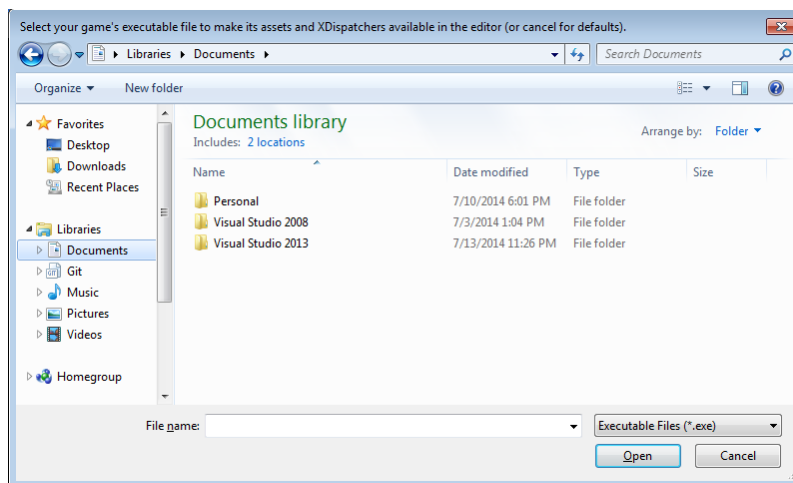 Select your game's executable file to make its assets and XDispatchers available in the editor (or cancel for defaults).
Libraries Documents
Search Documents
Organize New folder
Favorites
Desktop
Downloads
Recent Places
Libraries
Documents
Git
Music
Pictures
Videos
Homegroup
Documents library
Includes: 2 locations
Arrange by: Folder
Name Date modified Type Size
Personal 7/10/2014 6:01 PM File folder
Visual Studio 2008 7/3/2014 1:04 PM File folder
Visual Studio 2013 7/13/2014 11:26 PM File folder
File name: Executable Files (*.exe)
Open Cancel